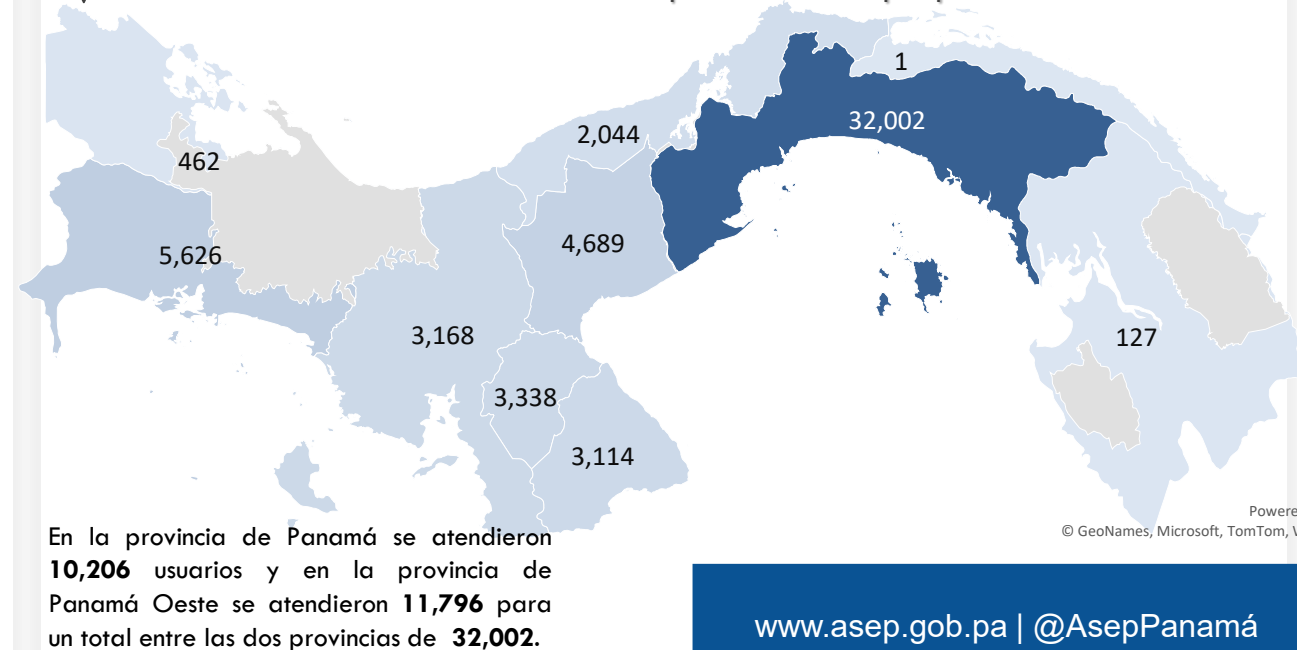 1
32,002
2,044
462
4,689
5,626
3,168
127
3,338
3,114
Powere
© GeoNames, Microsoft, TomTom, W
En la provincia de Panamá se atendieron
10,206 usuarios y en la provincia de
Panamá Oeste se atendieron 11,796 para
un total entre las dos provincias de 32,002.
www.asep.gob.pa | @AsepPanamá